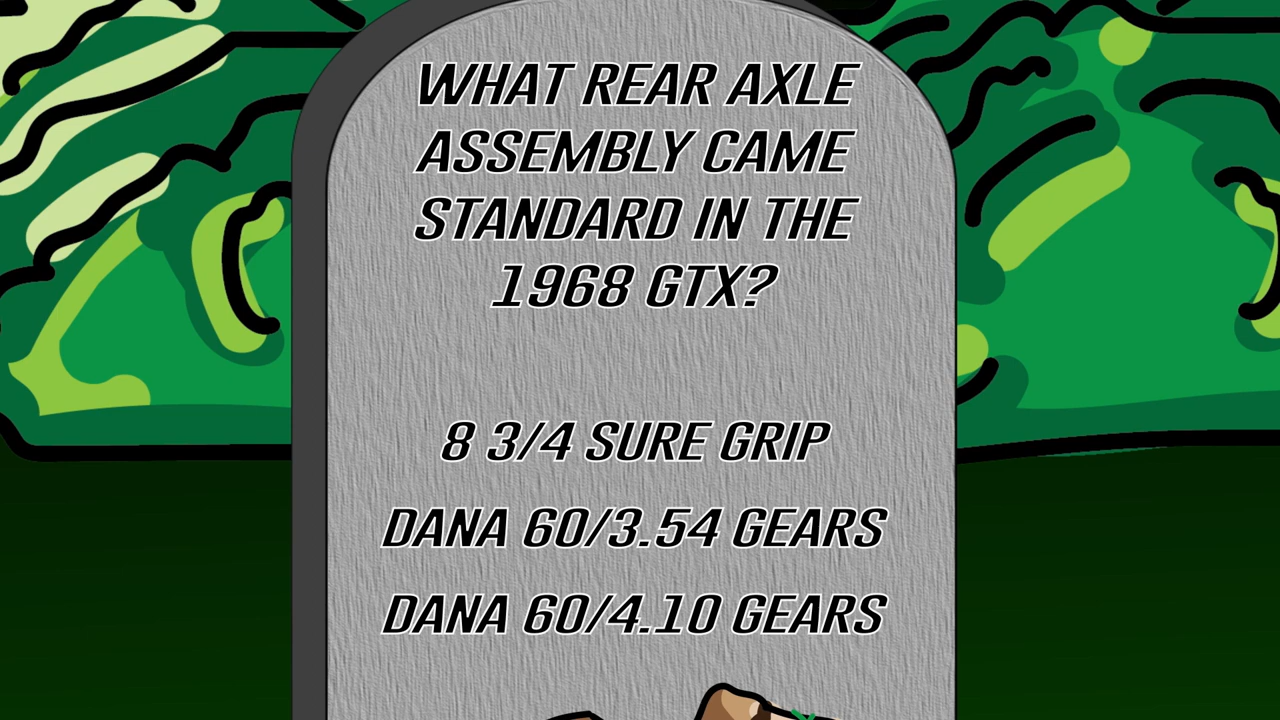 WHAT REAR AXLE
ASSEMBLY CAME
STANDARD IN THE
1968 GTX?
8 3/4 SURE GRIP
DANA 60/3.54 GEARS
DANA 60/4.10 GEARS